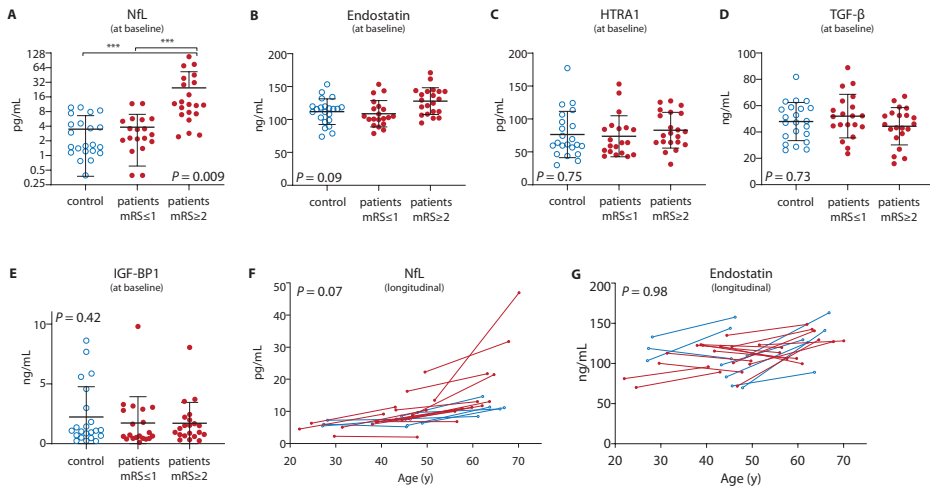 A
NfL
(at baseline)
128
64
32
16
8
4
2
1
0.5
0.25
pg/mL
***
***
P = 0.009
control
patients
mRS≤1
patients
mRS≥2
B
Endostatin
(at baseline)
200
150
100
50
0
ng/mL
P = 0.09
control
patients
mRS≤1
patients
mRS≥2
C
HTRA1
(at baseline)
200
150
100
50
0
pg/mL
P = 0.75
control
patients
mRS≤1
patients
mRS≥2
D
TGF-β
(at baseline)
100
80
60
40
20
0
ng/mL
P = 0.73
control
patients
mRS≤1
patients
mRS≥2
E
IGF-BP1
(at baseline)
10
5
0
ng/mL
P = 0.42
control
patients
mRS≤1
patients
mRS≥2
F
NfL
(longitudinal)
50
40
30
20
10
0
pg/mL
P = 0.07
20
30
40
50
60
70
Age (y)
G
Endostatin
(longitudinal)
200
150
100
50
0
ng/mL
P = 0.98
20
30
40
50
60
70
Age (y)